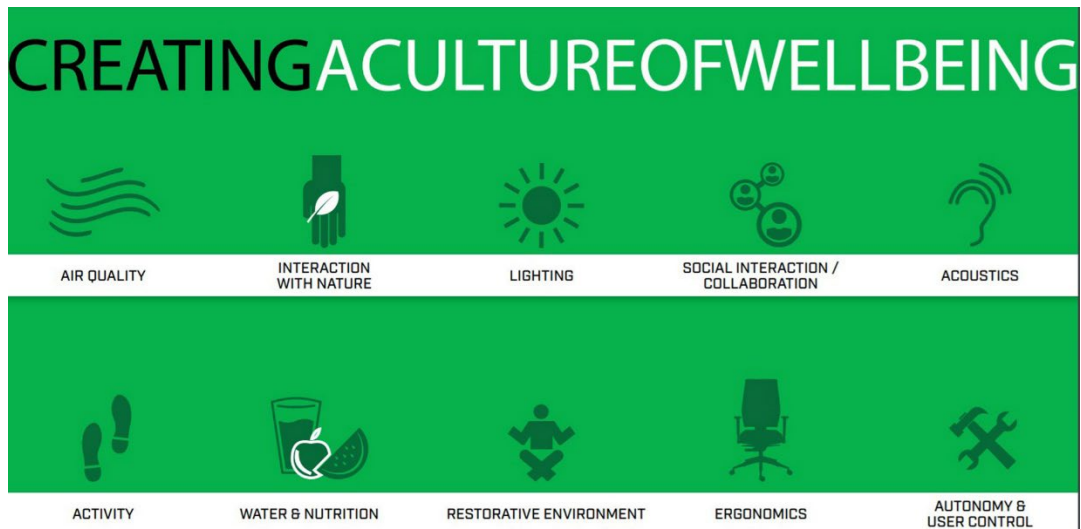 CREATINGACULTUREOFWELLBEING
AIR QUALITY
INTERACTION
WITH NATURE
LIGHTING
SOCIAL INTERACTION /
COLLABORATION
ACOUSTICS
ACTIVITY
WATER & NUTRITION
RESTORATIVE ENVIRONMENT
ERGONOMICS
AUTONOMY &
USER CONTROL